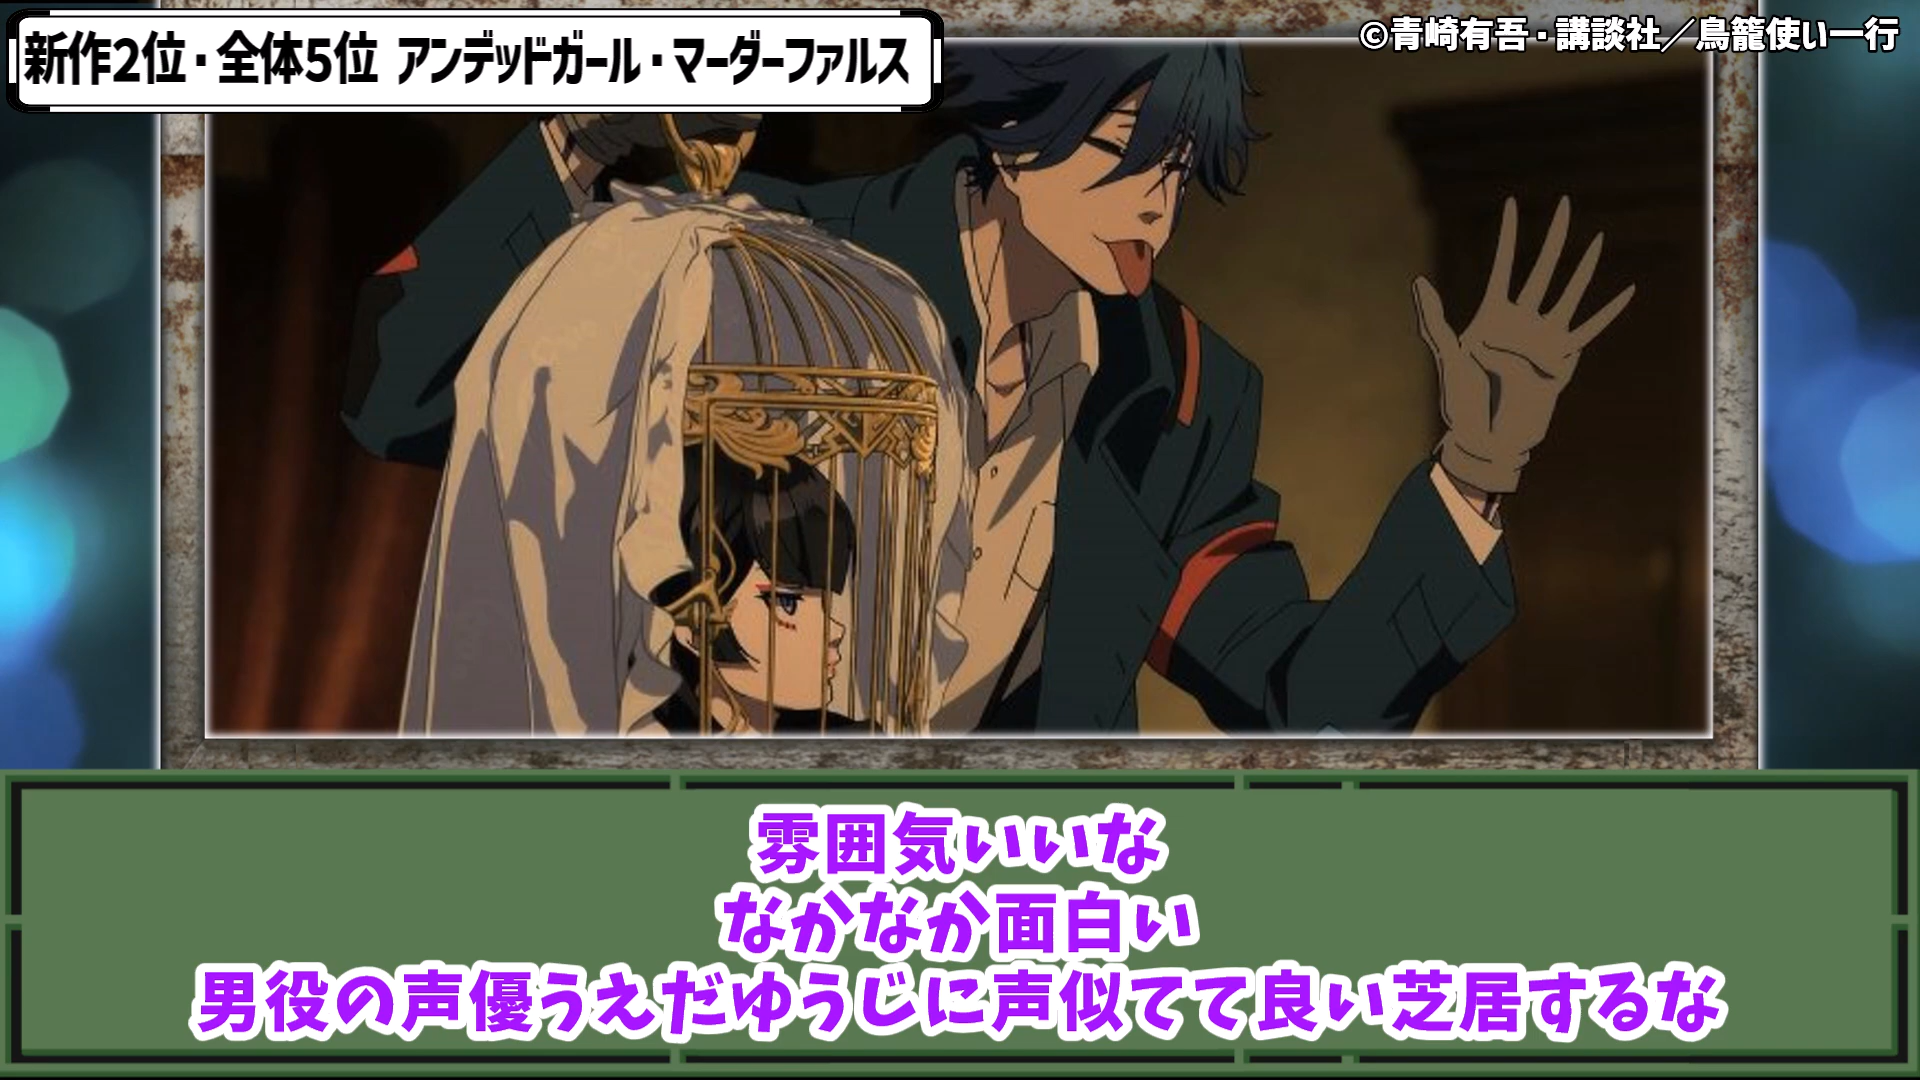 新作2位・全体5位 アンデッドガール・マーダーファルス
©青崎有吾・講談社／鳥籠使い一行
雰囲気いいな
なかなか面白い
男役の声優うえだゆうじに声似てて良い芝居するな